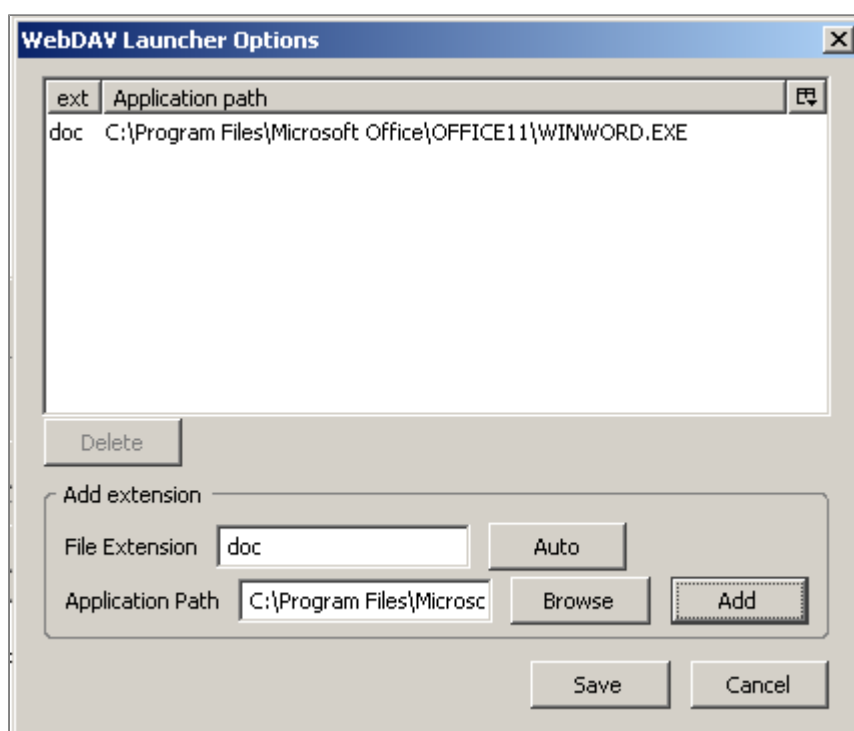 WebDAV Launcher Options
ext Application path
doc C:\Program Files\Microsoft Office\OFFICE11\WINWORD.EXE
Delete
Add extension
File Extension doc Auto
Application Path C:\Program Files\Microsc Browse Add
Save Cancel